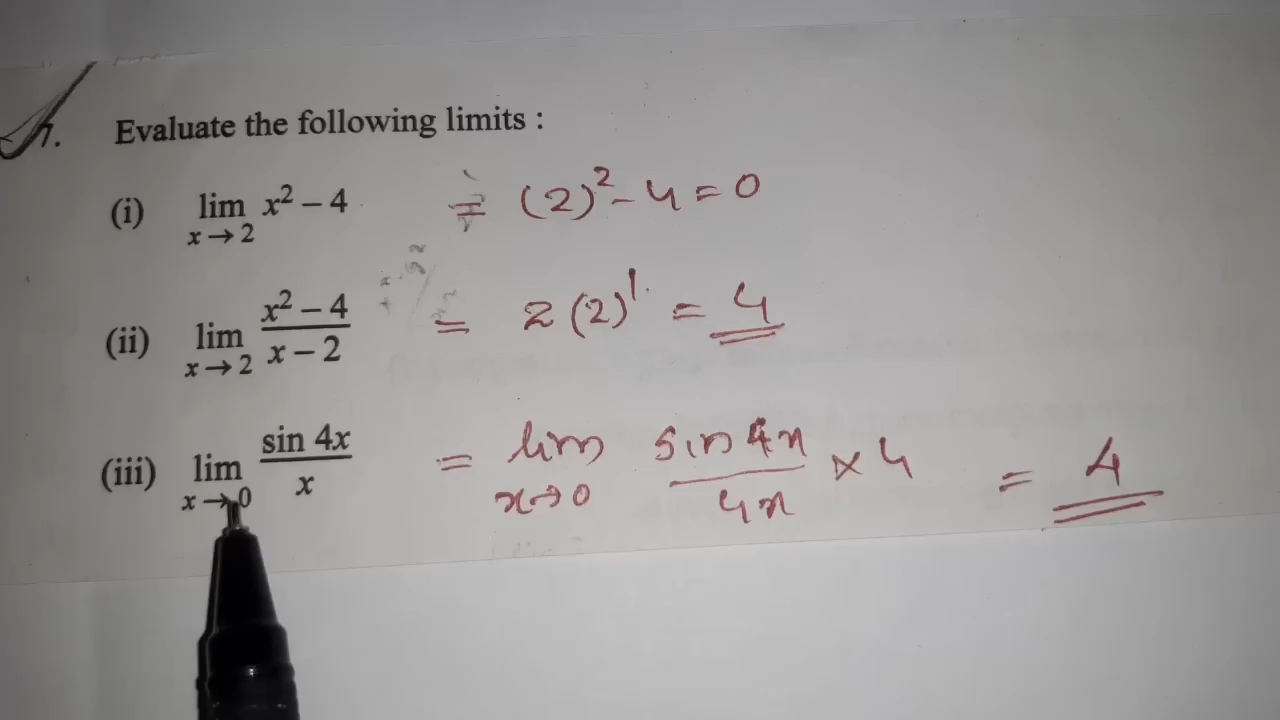 7. Evaluate the following limits :
(i) lim x→2 x² − 4 = (2)² − 4 = 0
(ii) lim x→2 (x² − 4)/(x − 2) = 2(2)¹ = 4
(iii) lim x→0 sin 4x/x = lim x→0 sin 4x/4x × 4 = 4